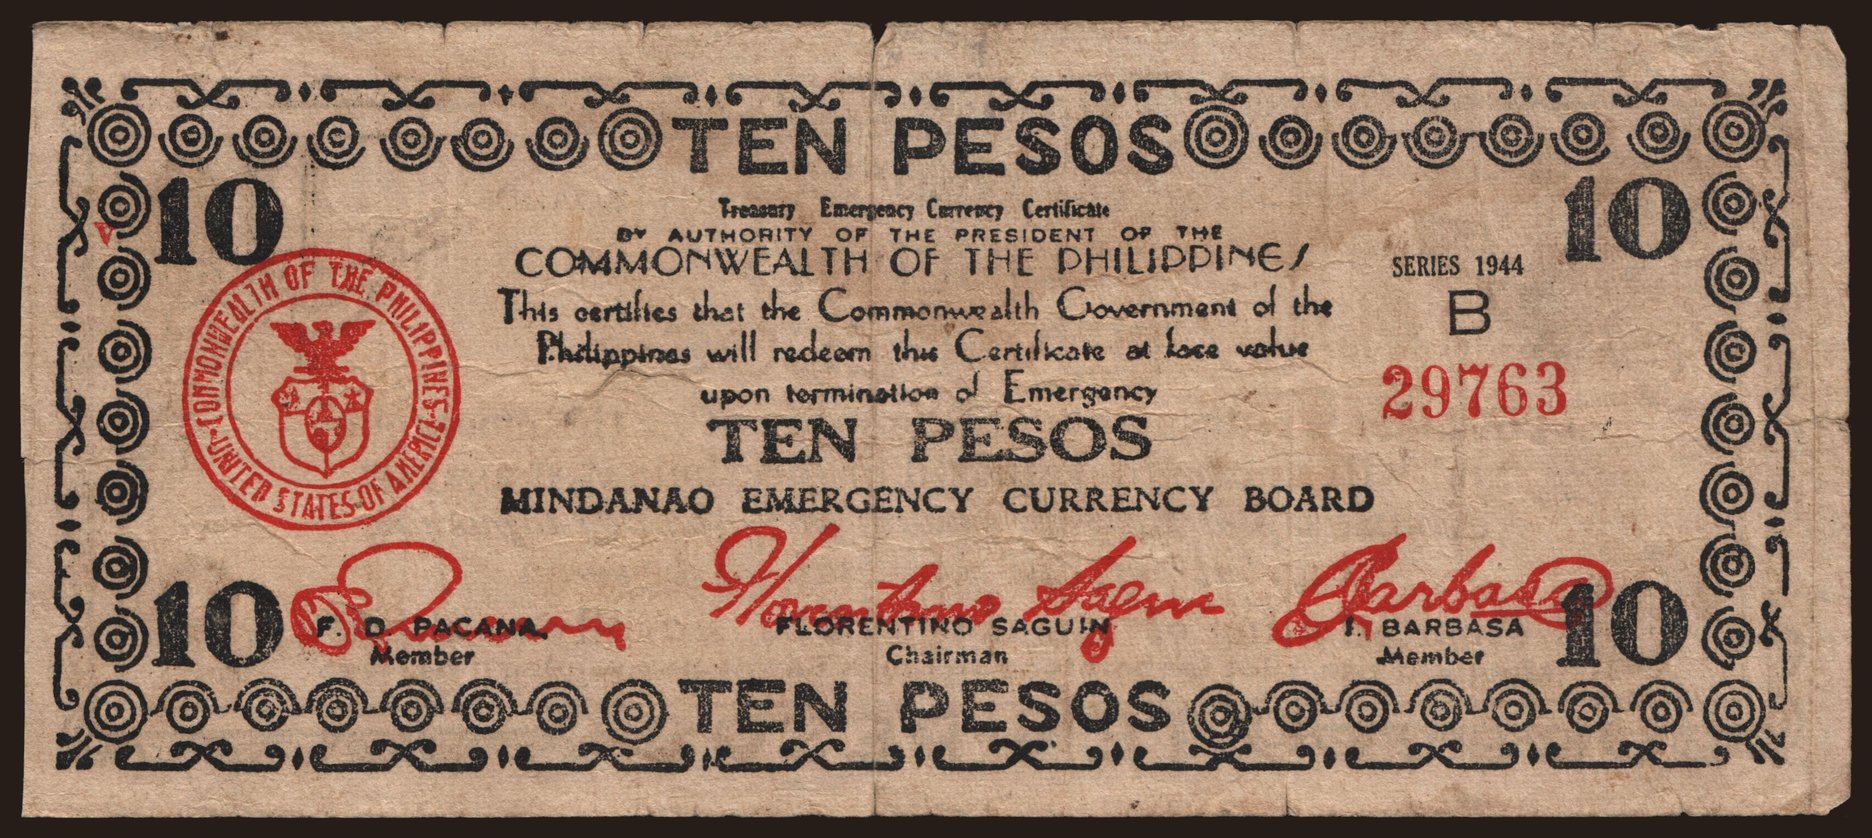 TEN PESOS
10 10
Treasury Emergency Currency Certificate
BY AUTHORITY OF THE PRESIDENT OF THE
COMMONWEALTH OF THE PHILIPPINES
SERIES 1944
B
This certifies that the Commonwealth Government of the
Philippines will redeem this Certificate at face value
upon termination of Emergency
29763
TEN PESOS
COMMONWEALTH OF THE PHILIPPINES
UNITED STATES OF AMERICA
MINDANAO EMERGENCY CURRENCY BOARD
Florentino Saguin
Barbasa
10 10
F. D. PACANA. FLORENTINO SAGUIN I. BARBASA
Member Chairman Member
TEN PESOS